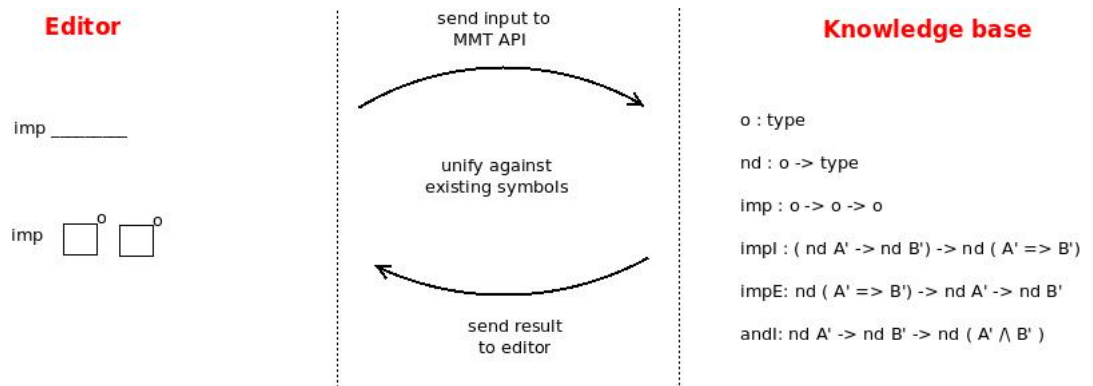 Editor
imp ________
imp o o
send input to
MMT API
unify against
existing symbols
send result
to editor
Knowledge base
o : type
nd : o -> type
imp : o -> o -> o
impI : ( nd A' -> nd B') -> nd ( A' => B')
impE: nd ( A' => B') -> nd A' -> nd B'
andI: nd A' -> nd B' -> nd ( A' /\ B' )